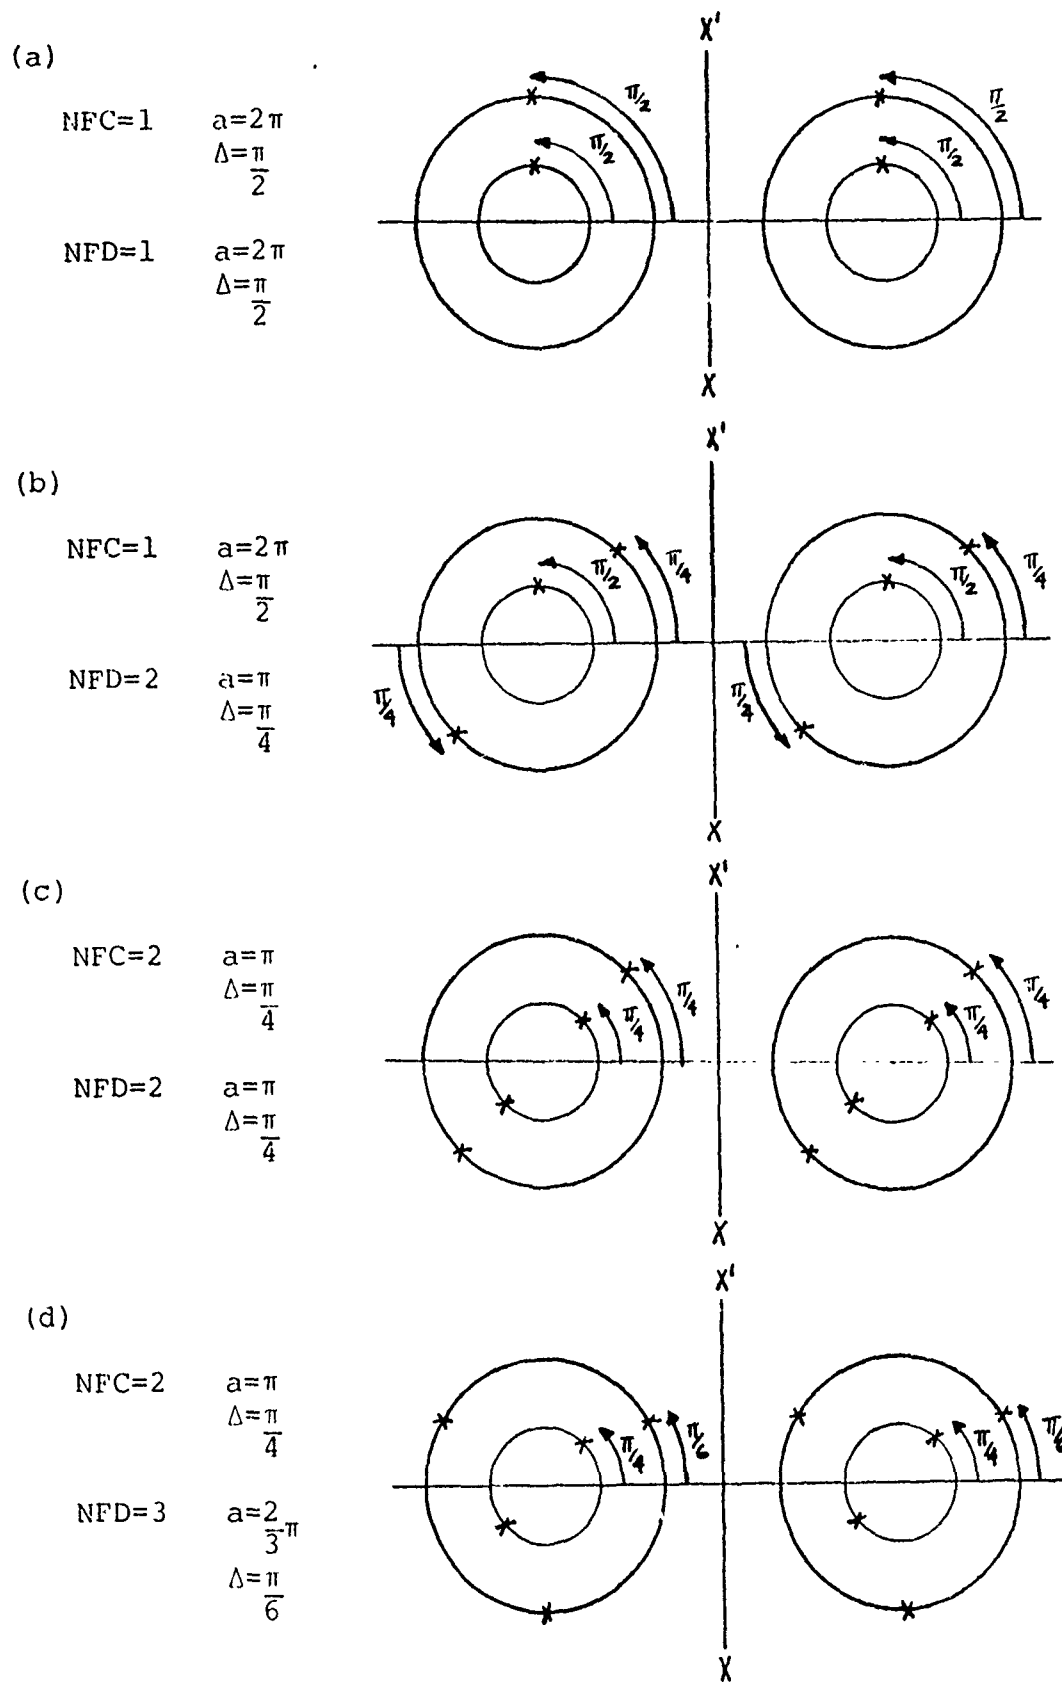 (a)
X'
NFC=1 a=2π
Δ=π/2
NFD=1 a=2π
Δ=π/2
π/2
π/2
π/2
π/2
X
(b)
X'
NFC=1 a=2π
Δ=π/2
NFD=2 a=π
Δ=π/4
π/2
π/4
π/2
π/4
π/4
π/4
X
(c)
X'
NFC=2 a=π
Δ=π/4
NFD=2 a=π
Δ=π/4
π/4
π/4
π/4
π/4
X
(d)
X'
NFC=2 a=π
Δ=π/4
NFD=3 a=2/3π
Δ=π/6
π/4
π/6
π/4
π/6
X